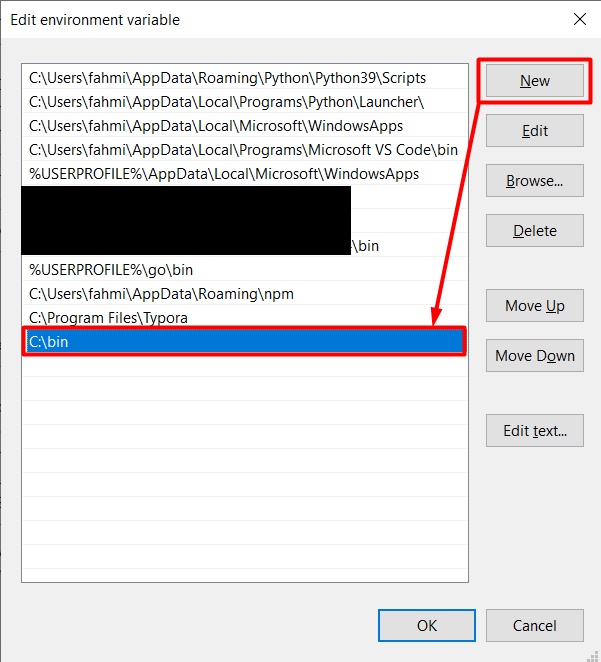 Edit environment variable
C:\Users\fahmi\AppData\Roaming\Python\Python39\Scripts
C:\Users\fahmi\AppData\Local\Programs\Python\Launcher\
C:\Users\fahmi\AppData\Local\Microsoft\WindowsApps
C:\Users\fahmi\AppData\Local\Programs\Microsoft VS Code\bin
%USERPROFILE%\AppData\Local\Microsoft\WindowsApps
\bin
%USERPROFILE%\go\bin
C:\Users\fahmi\AppData\Roaming\npm
C:\Program Files\Typora
C:\bin
New
Edit
Browse...
Delete
Move Up
Move Down
Edit text...
OK
Cancel